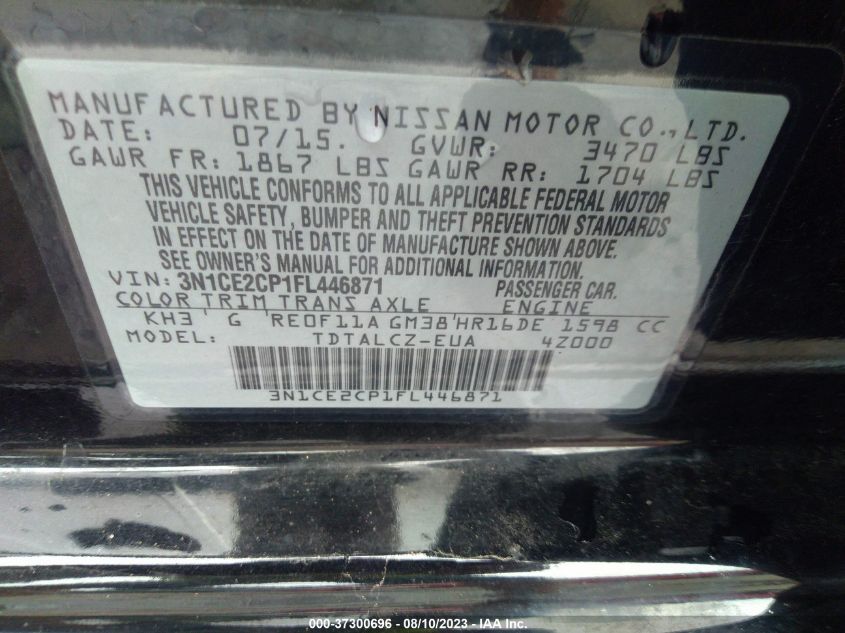 MANUFACTURED BY NISSAN MOTOR CO.,LTD.
DATE: 07/15. GVWR: 3470 LBS
GAWR FR: 1867 LBS GAWR RR: 1704 LBS
THIS VEHICLE CONFORMS TO ALL APPLICABLE FEDERAL MOTOR
VEHICLE SAFETY, BUMPER AND THEFT PREVENTION STANDARDS
IN EFFECT ON THE DATE OF MANUFACTURE SHOWN ABOVE.
SEE OWNER'S MANUAL FOR ADDITIONAL INFORMATION.
VIN: 3N1CE2CP1FL446871 PASSENGER CAR.
COLOR TRIM TRANS AXLE ENGINE
KH3 ' G 'RE0F11A GM38'HR16DE 1598 CC
MODEL: TDTALCZ-EUA 4Z000
3N1CE2CP1FL446871
000-37300696 - 08/10/2023 - IAA Inc.